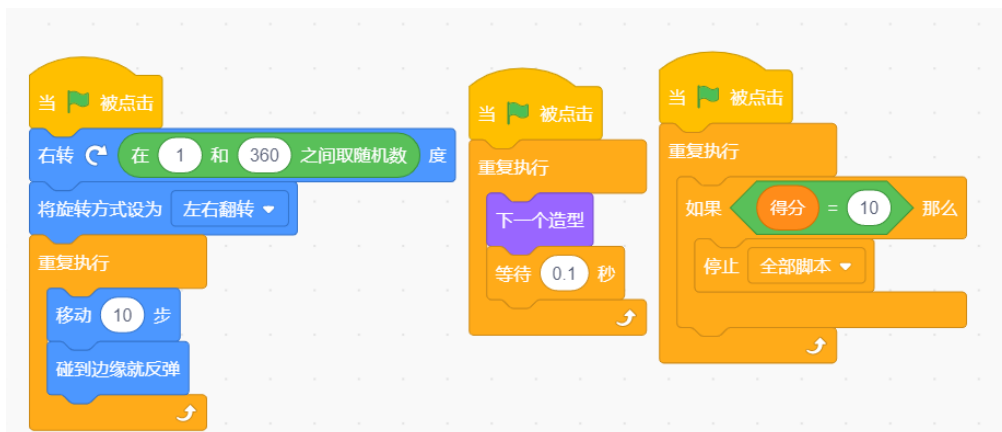 当 被点击
右转 在 1 和 360 之间取随机数 度
将旋转方式设为 左右翻转
重复执行
移动 10 步
碰到边缘就反弹
当 被点击
重复执行
下一个造型
等待 0.1 秒
当 被点击
重复执行
如果 得分 = 10 那么
停止 全部脚本